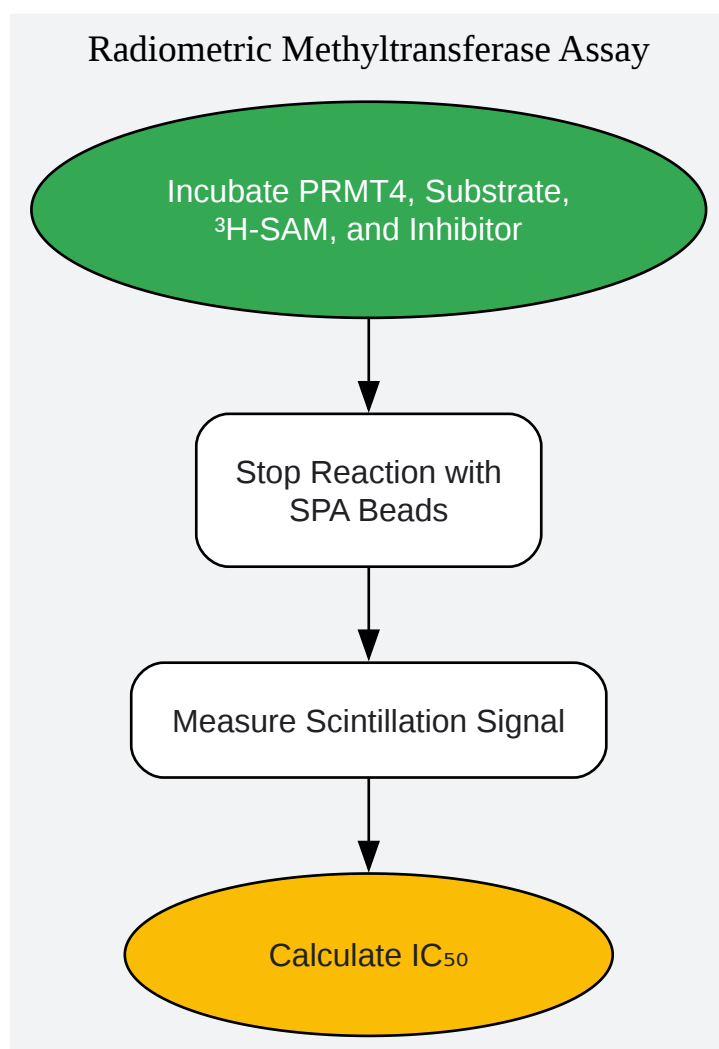 Radiometric Methyltransferase Assay
Incubate PRMT4, Substrate,
³H-SAM, and Inhibitor
Stop Reaction with
SPA Beads
Measure Scintillation Signal
Calculate IC₅₀